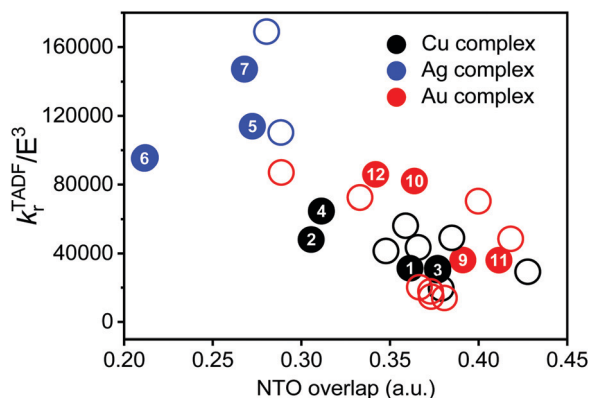 160000
120000
80000
40000
0
k_r^TADF/E^3
0.20 0.25 0.30 0.35 0.40 0.45
NTO overlap (a.u.)
Cu complex
Ag complex
Au complex
7
5
6
12
10
4
2
1
3
9
11